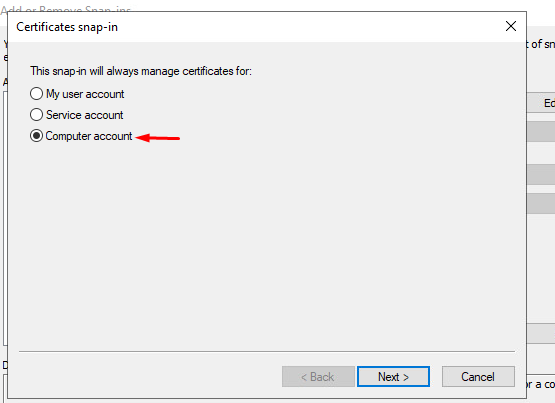 Add or Remove Snap-ins
Certificates snap-in
This snap-in will always manage certificates for:
My user account
Service account
Computer account
< Back
Next >
Cancel
t of sn
Ed
r a co